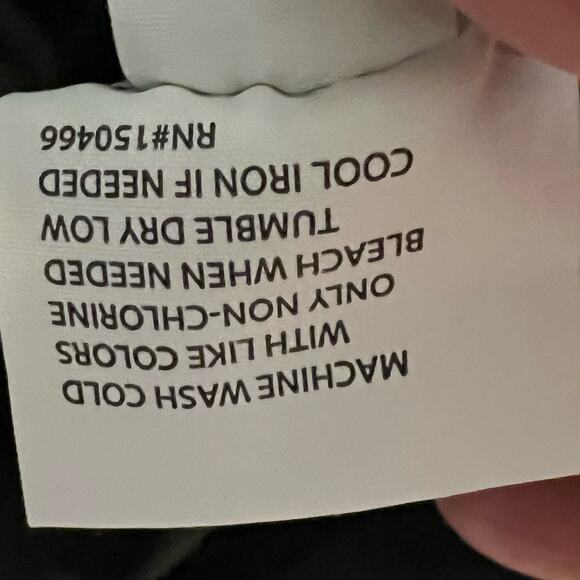 MACHINE WASH COLD
WITH LIKE COLORS
ONLY NON-CHLORINE
BLEACH WHEN NEEDED
TUMBLE DRY LOW
COOL IRON IF NEEDED
RN#150466